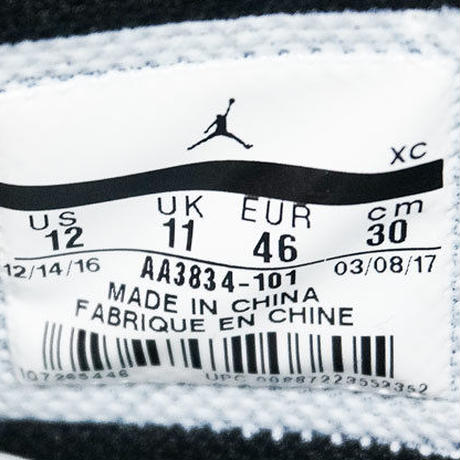 XC
US UK EUR cm
12 11 46 30
12/14/16 AA3834-101 03/08/17
MADE IN CHINA
FABRIQUE EN CHINE